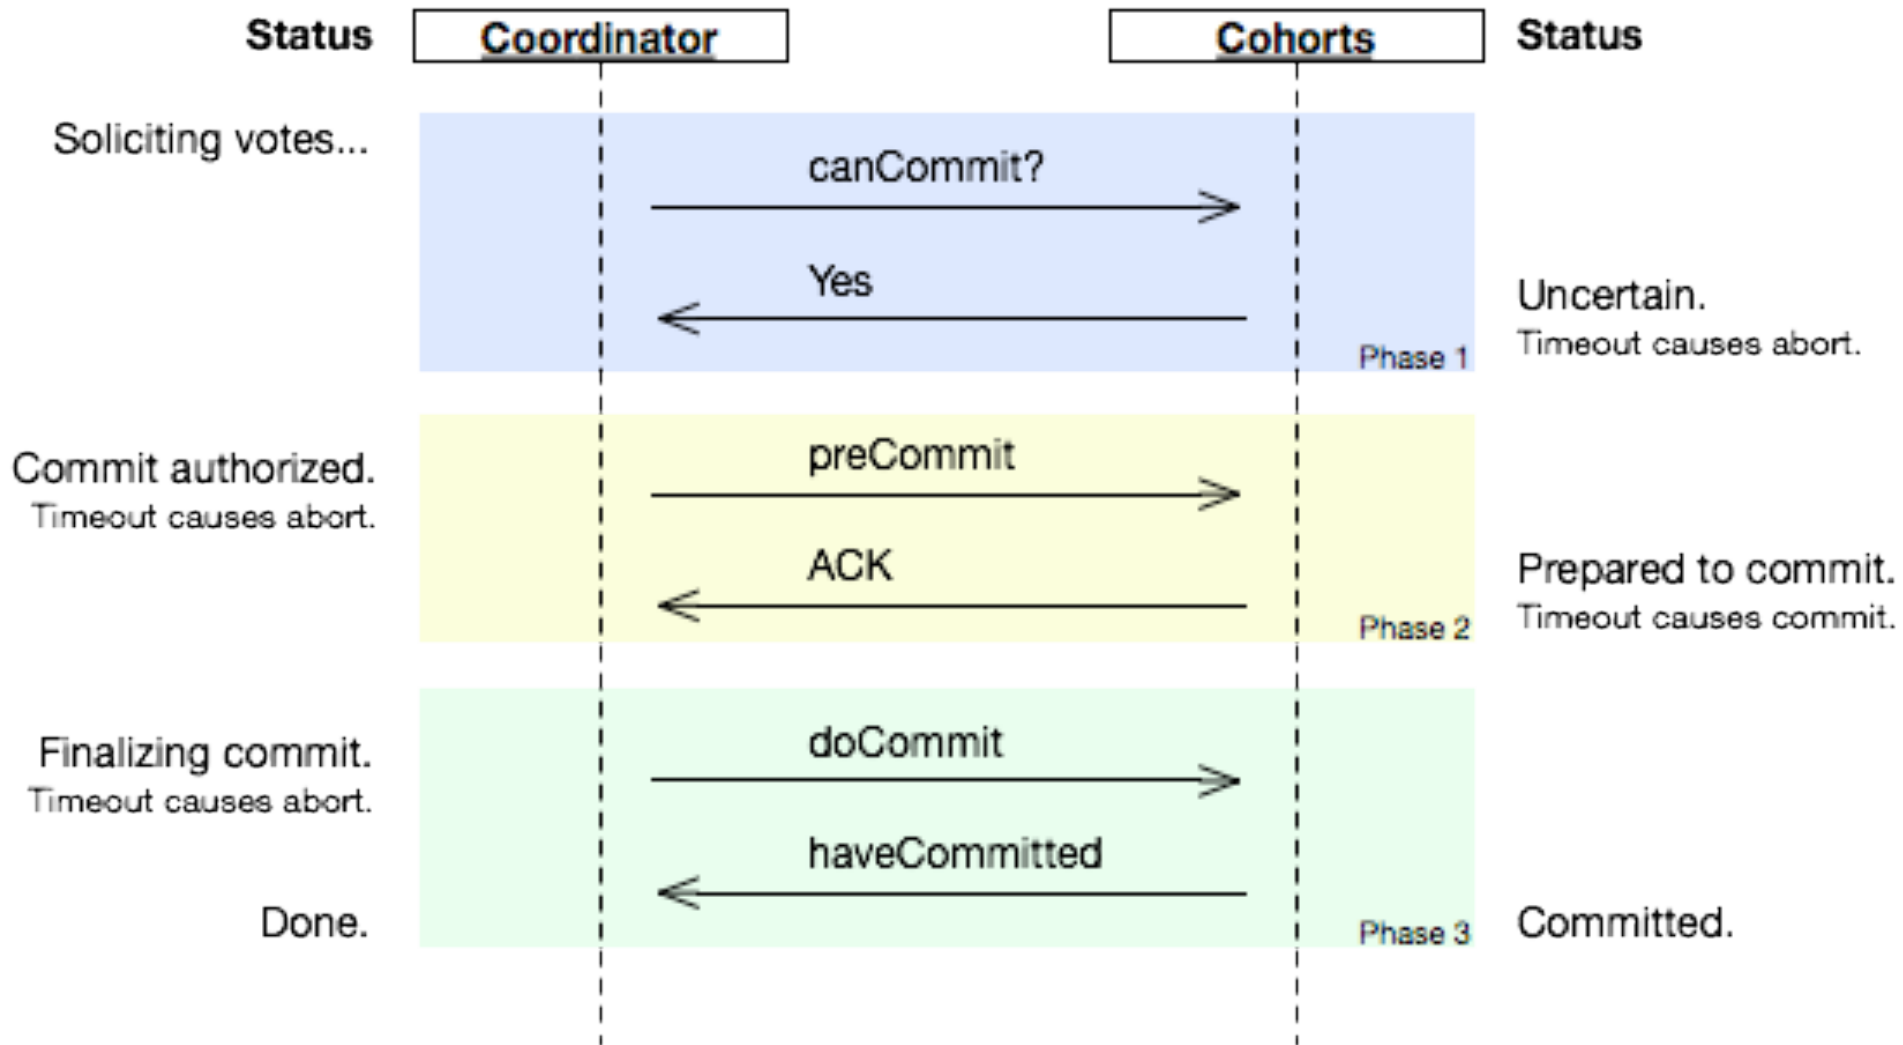 Status
Coordinator
Cohorts
Status
Soliciting votes...
canCommit?
Yes
Uncertain.
Timeout causes abort.
Phase 1
preCommit
Commit authorized.
Timeout causes abort.
ACK
Prepared to commit.
Timeout causes commit.
Phase 2
doCommit
Finalizing commit.
Timeout causes abort.
haveCommitted
Done.
Phase 3
Committed.